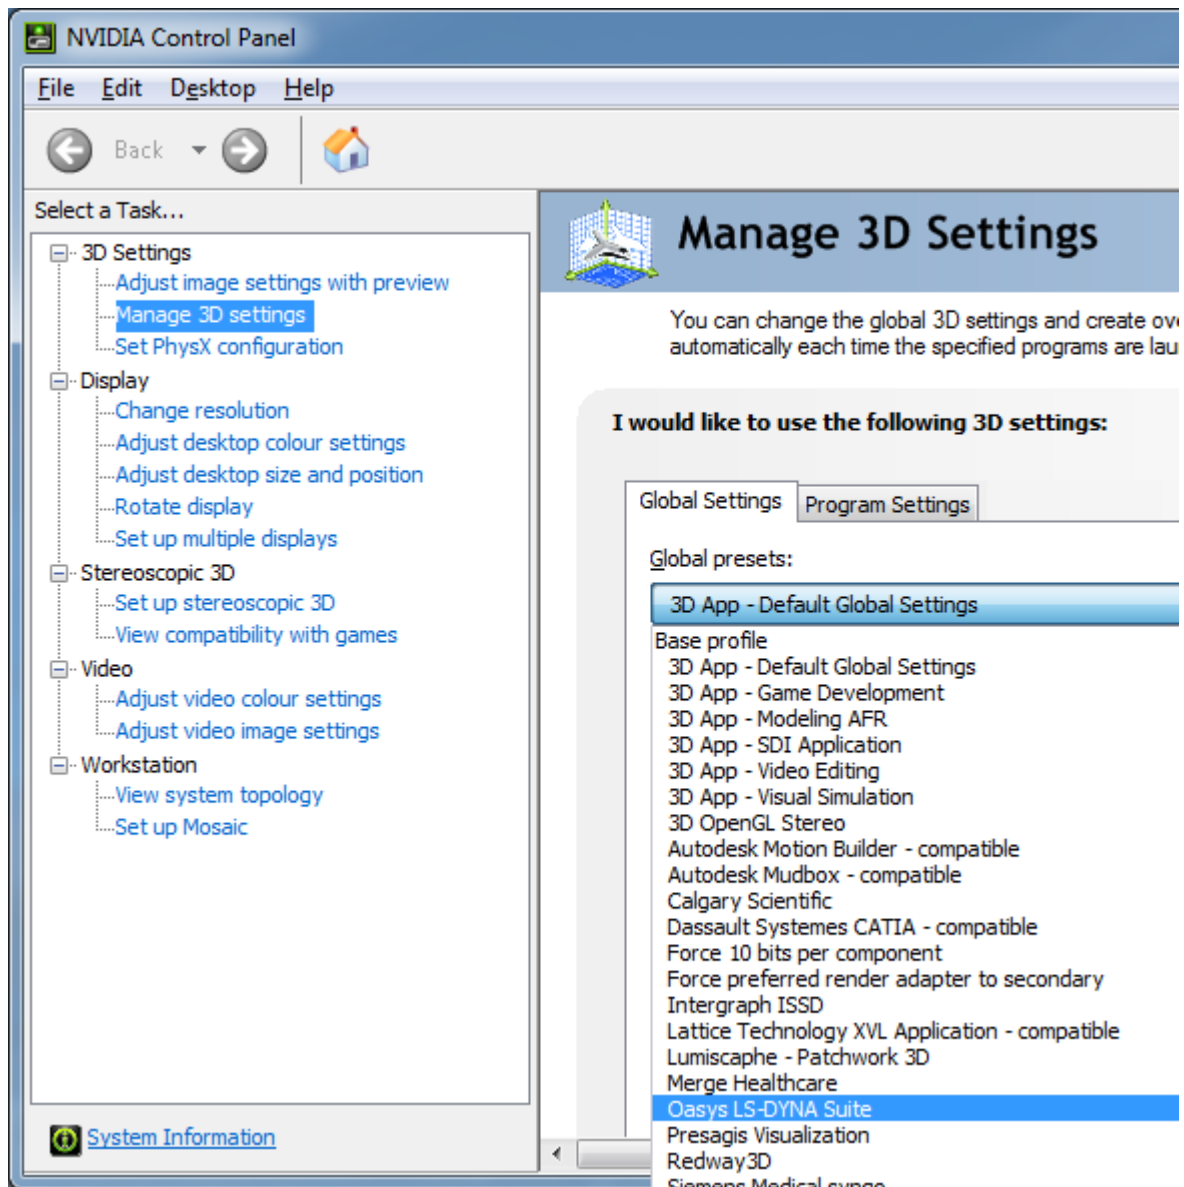 NVIDIA Control Panel
File Edit Desktop Help
Back
Select a Task...
3D Settings
Adjust image settings with preview
Manage 3D settings
Set PhysX configuration
Display
Change resolution
Adjust desktop colour settings
Adjust desktop size and position
Rotate display
Set up multiple displays
Stereoscopic 3D
Set up stereoscopic 3D
View compatibility with games
Video
Adjust video colour settings
Adjust video image settings
Workstation
View system topology
Set up Mosaic
System Information
Manage 3D Settings
You can change the global 3D settings and create
automatically each time the specified programs are
I would like to use the following 3D settings:
Global Settings Program Settings
Global presets:
3D App - Default Global Settings
Base profile
3D App - Default Global Settings
3D App - Game Development
3D App - Modeling AFR
3D App - SDI Application
3D App - Video Editing
3D App - Visual Simulation
3D OpenGL Stereo
Autodesk Motion Builder - compatible
Autodesk Mudbox - compatible
Calgary Scientific
Dassault Systemes CATIA - compatible
Force 10 bits per component
Force preferred render adapter to secondary
Intergraph ISSD
Lattice Technology XVL Application - compatible
Lumiscaphe - Patchwork 3D
Merge Healthcare
Oasys LS-DYNA Suite
Presagis Visualization
Redway3D